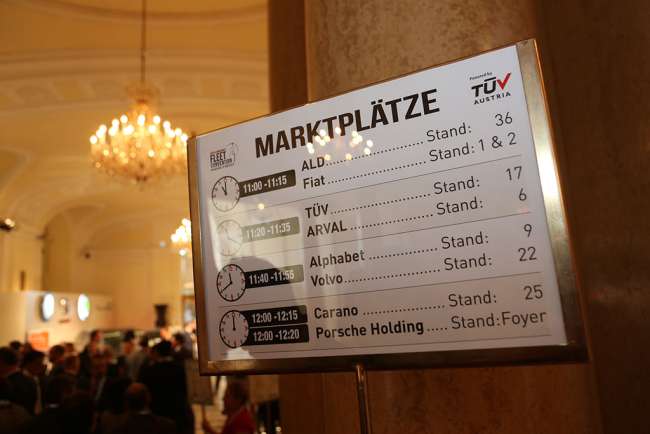 Powered by
TÜV
AUSTRIA
FLEET
CONVENTION
MARKTPLÄTZE
11:00 -11:15
ALD Stand: 36
Fiat Stand: 1 & 2
11:20 -11:35
TÜV Stand: 17
ARVAL Stand: 6
11:40 -11:55
Alphabet Stand: 9
Volvo Stand: 22
12:00 -12:15
Carano Stand: 25
12:00 -12:20
Porsche Holding Stand:Foyer